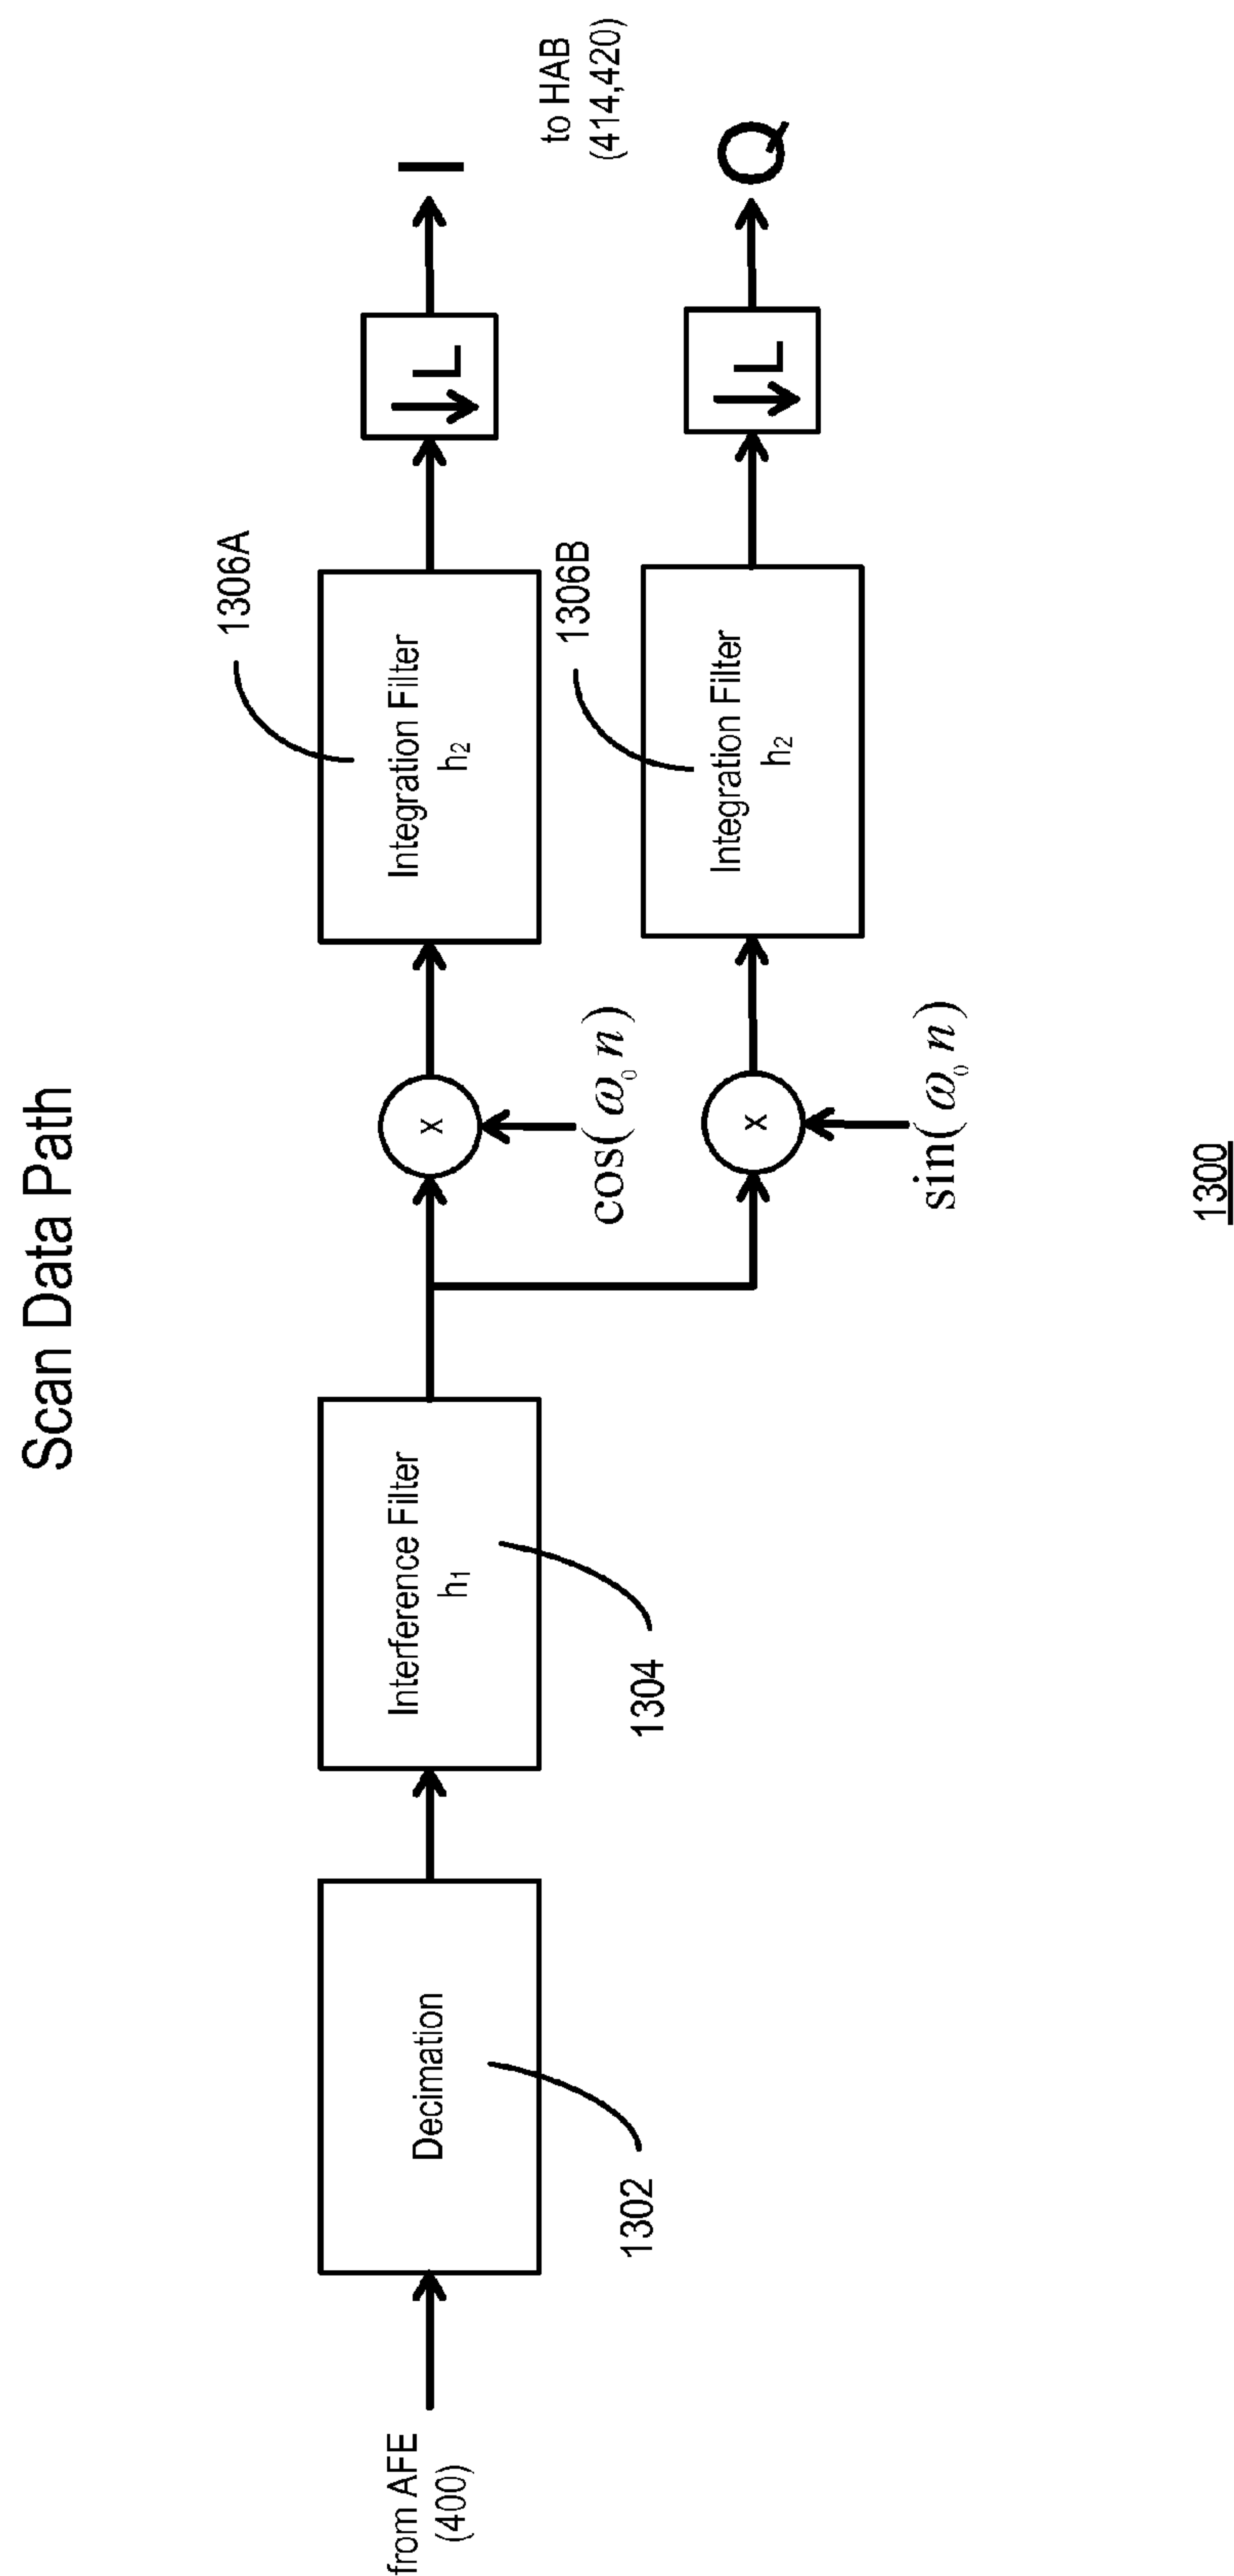 Scan Data Path
from AFE
(400)
Decimation
1302
Interference Filter
h₁
1304
x
cos(ω₀ n)
x
sin(ω₀ n)
Integration Filter
h₂
1306A
Integration Filter
h₂
1306B
↓L
↓L
I
to HAB
(414,420)
Q
1300